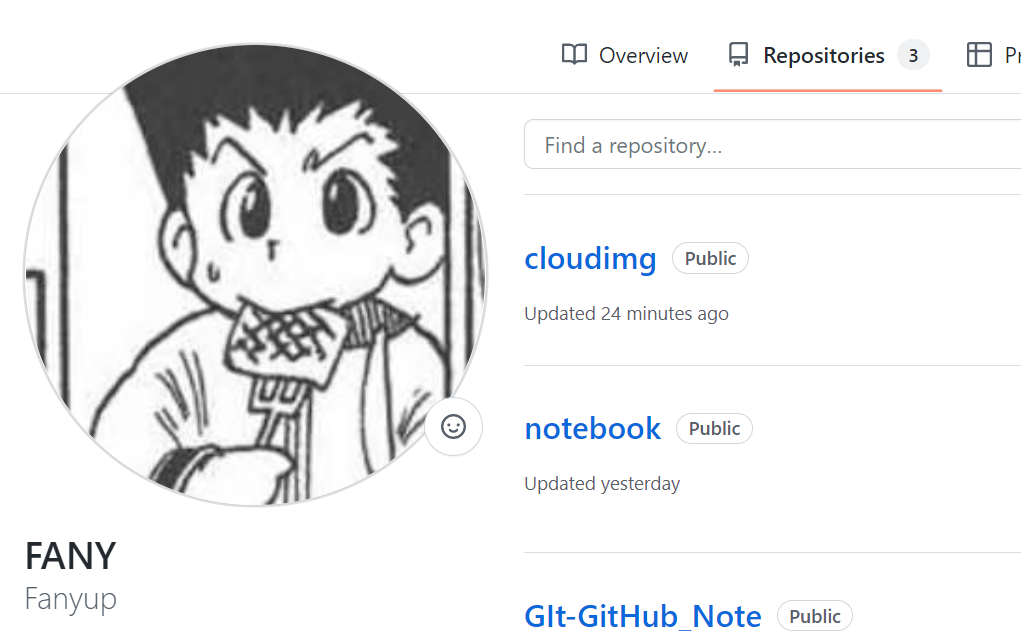 Overview
Repositories 3
Pr
Find a repository...
cloudimg Public
Updated 24 minutes ago
notebook Public
Updated yesterday
GIt-GitHub_Note Public
FANY
Fanyup